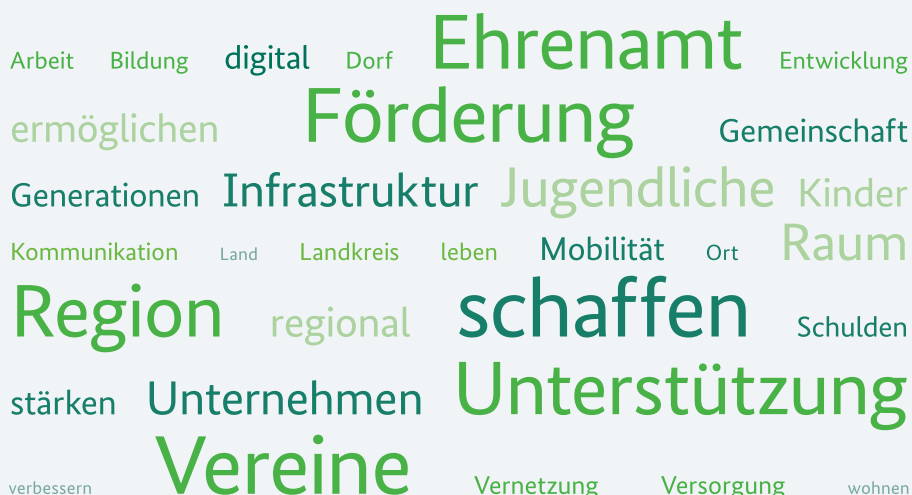 Arbeit Bildung digital Dorf Ehrenamt Entwicklung
ermöglichen Förderung Gemeinschaft
Generationen Infrastruktur Jugendliche Kinder
Kommunikation Land Landkreis leben Mobilität Ort Raum
Region regional schaffen Schulden
stärken Unternehmen Unterstützung
verbessern Vereine Vernetzung Versorgung wohnen